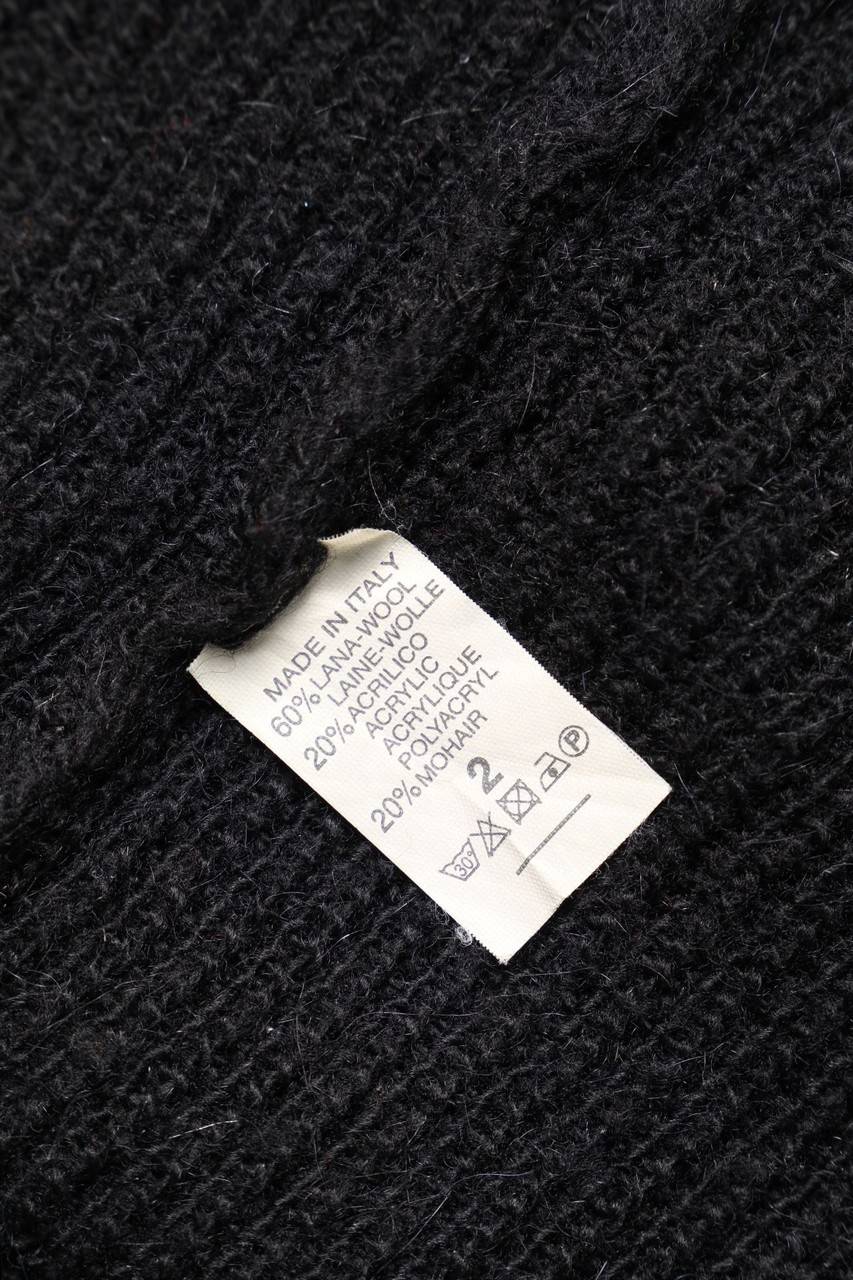 MADE IN ITALY
60% LANA-WOOL
LAINE-WOLLE
20% ACRILICO
ACRYLIC
ACRYLIQUE
POLYACRYL
20% MOHAIR
2
30° P